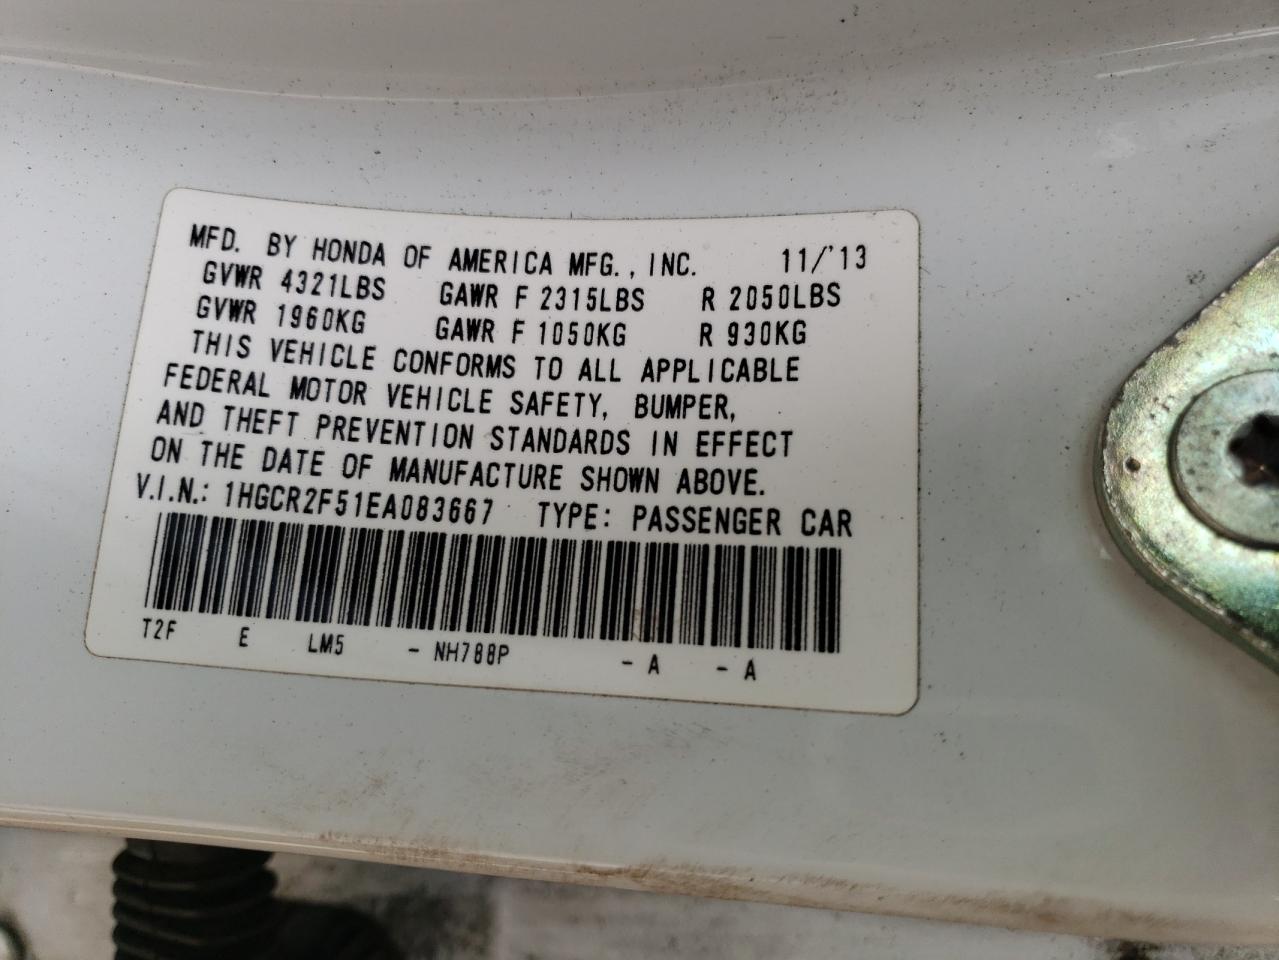 MFD. BY HONDA OF AMERICA MFG., INC. 11/'13
GVWR 4321LBS GAWR F 2315LBS R 2050LBS
GVWR 1960KG GAWR F 1050KG R 930KG
THIS VEHICLE CONFORMS TO ALL APPLICABLE
FEDERAL MOTOR VEHICLE SAFETY, BUMPER,
AND THEFT PREVENTION STANDARDS IN EFFECT
ON THE DATE OF MANUFACTURE SHOWN ABOVE.
V.I.N.: 1HGCR2F51EA083667 TYPE: PASSENGER CAR
T2F E LM5 - NH788P - A - A